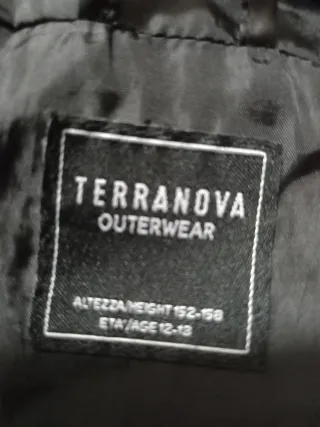 TERRANOVA
OUTERWEAR
ALTEZZA/HEIGHT 152-158
ETA'/AGE 12-13